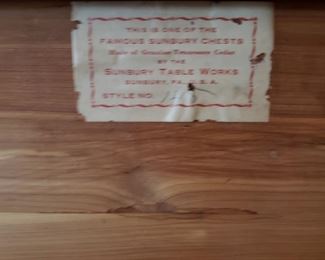 THIS IS ONE OF THE
FAMOUS SUNBURY CHESTS
Made of Genuine Tennessee Cedar
BY THE
SUNBURY TABLE WORKS
SUNBURY, PA., U.S.A.
STYLE NO.